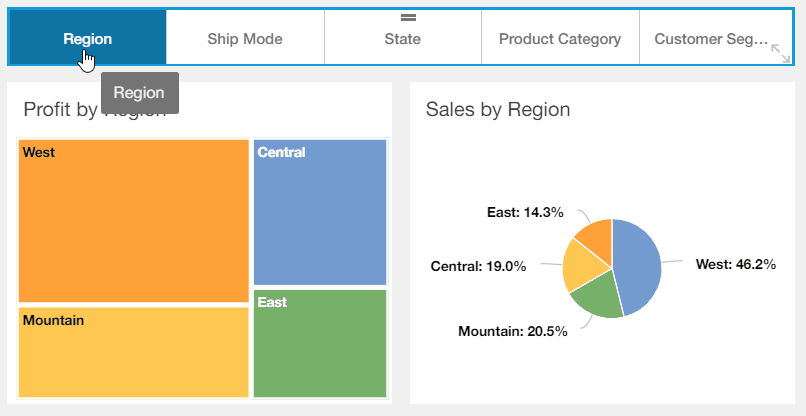 Region
Ship Mode
State
Product Category
Customer Seg…
Region
Profit by Region
Sales by Region
West
Central
Mountain
East
East: 14.3%
Central: 19.0%
West: 46.2%
Mountain: 20.5%